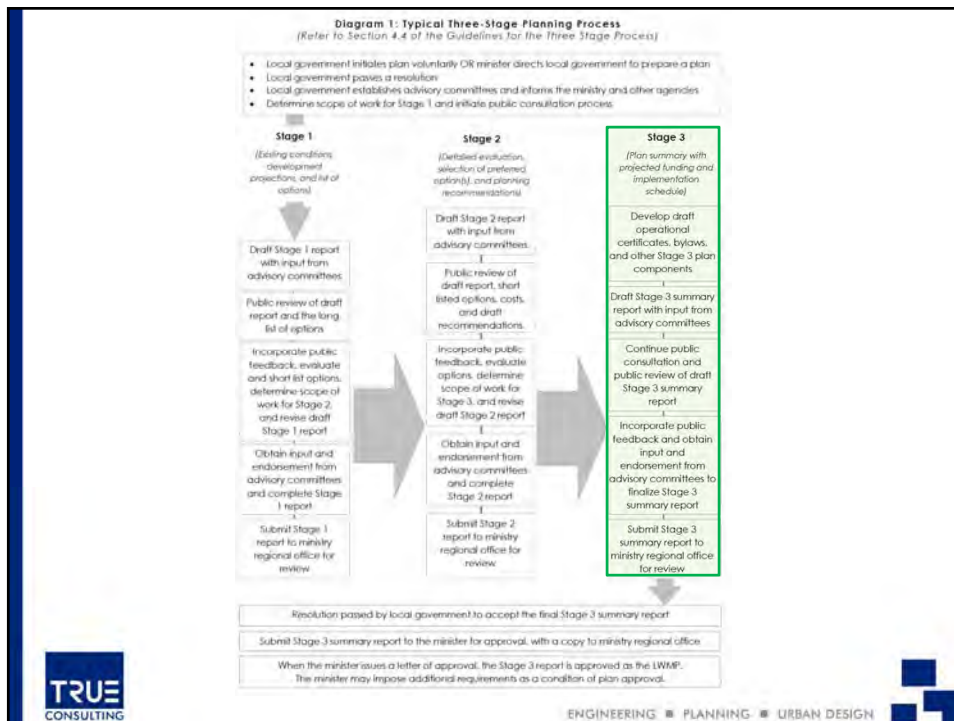 Diagram 1: Typical Three-Stage Planning Process
(Refer to Section 4.4 of the Guidelines for the Three Stage Process)
• Local government initiates plan voluntarily OR minister directs local government to prepare a plan
• Local government passes a resolution
• Local government establishes advisory committees and informs the ministry and other agencies
• Determine scope of work for Stage 1 and initiate public consultation process
Stage 1
(Existing conditions,
development
projections, and list of
options)
Draft Stage 1 report
with input from
advisory committees
Public review of draft
report and the long
list of options
Incorporate public
feedback, evaluate
and short list options,
determine scope of
work for Stage 2,
and revise draft
Stage 1 report
Obtain input and
endorsement from
advisory committees
and complete Stage
1 report
Submit Stage 1
report to ministry
regional office for
review
Stage 2
(Detailed evaluation,
selection of preferred
option(s), and planning
recommendations)
Draft Stage 2 report
with input from
advisory committees.
Public review of
draft report, short
listed options, costs,
and draft
recommendations.
Incorporate public
feedback, evaluate
options, determine
scope of work for
Stage 3, and revise
draft Stage 2 report
Obtain input and
endorsement from
advisory committees
and complete
Stage 2 report
Submit Stage 2
report to ministry
regional office for
review
Stage 3
(Plan summary with
projected funding and
implementation
schedule)
Develop draft
operational
certificates, bylaws,
and other Stage 3 plan
components
Draft Stage 3 summary
report with input from
advisory committees
Continue public
consultation and
public review of draft
Stage 3 summary
report
Incorporate public
feedback and obtain
input and
endorsement from
advisory committees to
finalize Stage 3
summary report
Submit Stage 3
summary report to
ministry regional office
for review
Resolution passed by local government to accept the final Stage 3 summary report
Submit Stage 3 summary report to the minister for approval, with a copy to ministry regional office
When the minister issues a letter of approval, the Stage 3 report is approved as the LWMP.
The minister may impose additional requirements as a condition of plan approval.
TRUE
CONSULTING
ENGINEERING ■ PLANNING ■ URBAN DESIGN